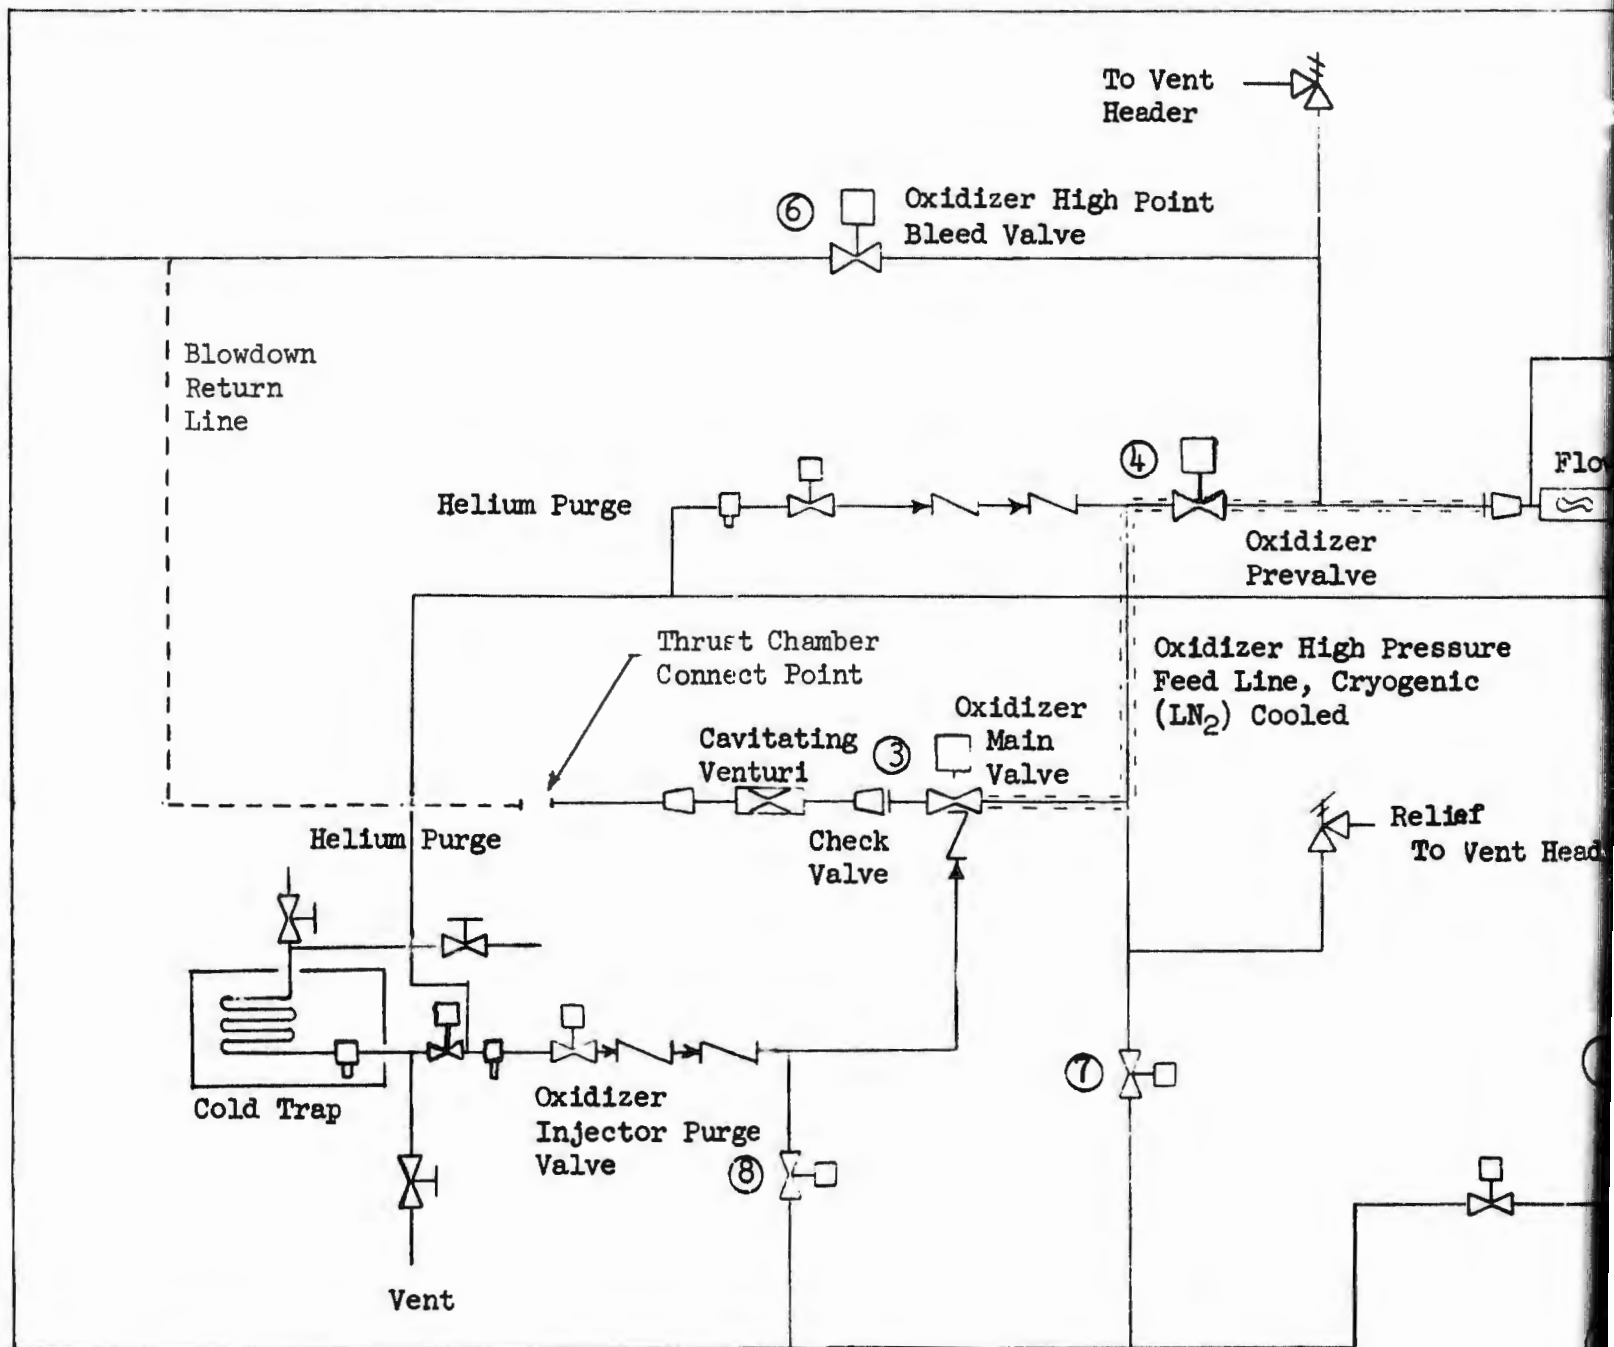 To Vent
Header
6
Oxidizer High Point
Bleed Valve
Blowdown
Return
Line
4
Helium Purge
Oxidizer
Prevalve
Thrust Chamber
Connect Point
Oxidizer High Pressure
Feed Line, Cryogenic
(LN2) Cooled
Oxidizer
Main
Valve
3
Cavitating
Venturi
Helium Purge
Check
Valve
Relief
To Vent Head
7
Cold Trap
Oxidizer
Injector Purge
Valve
8
Vent